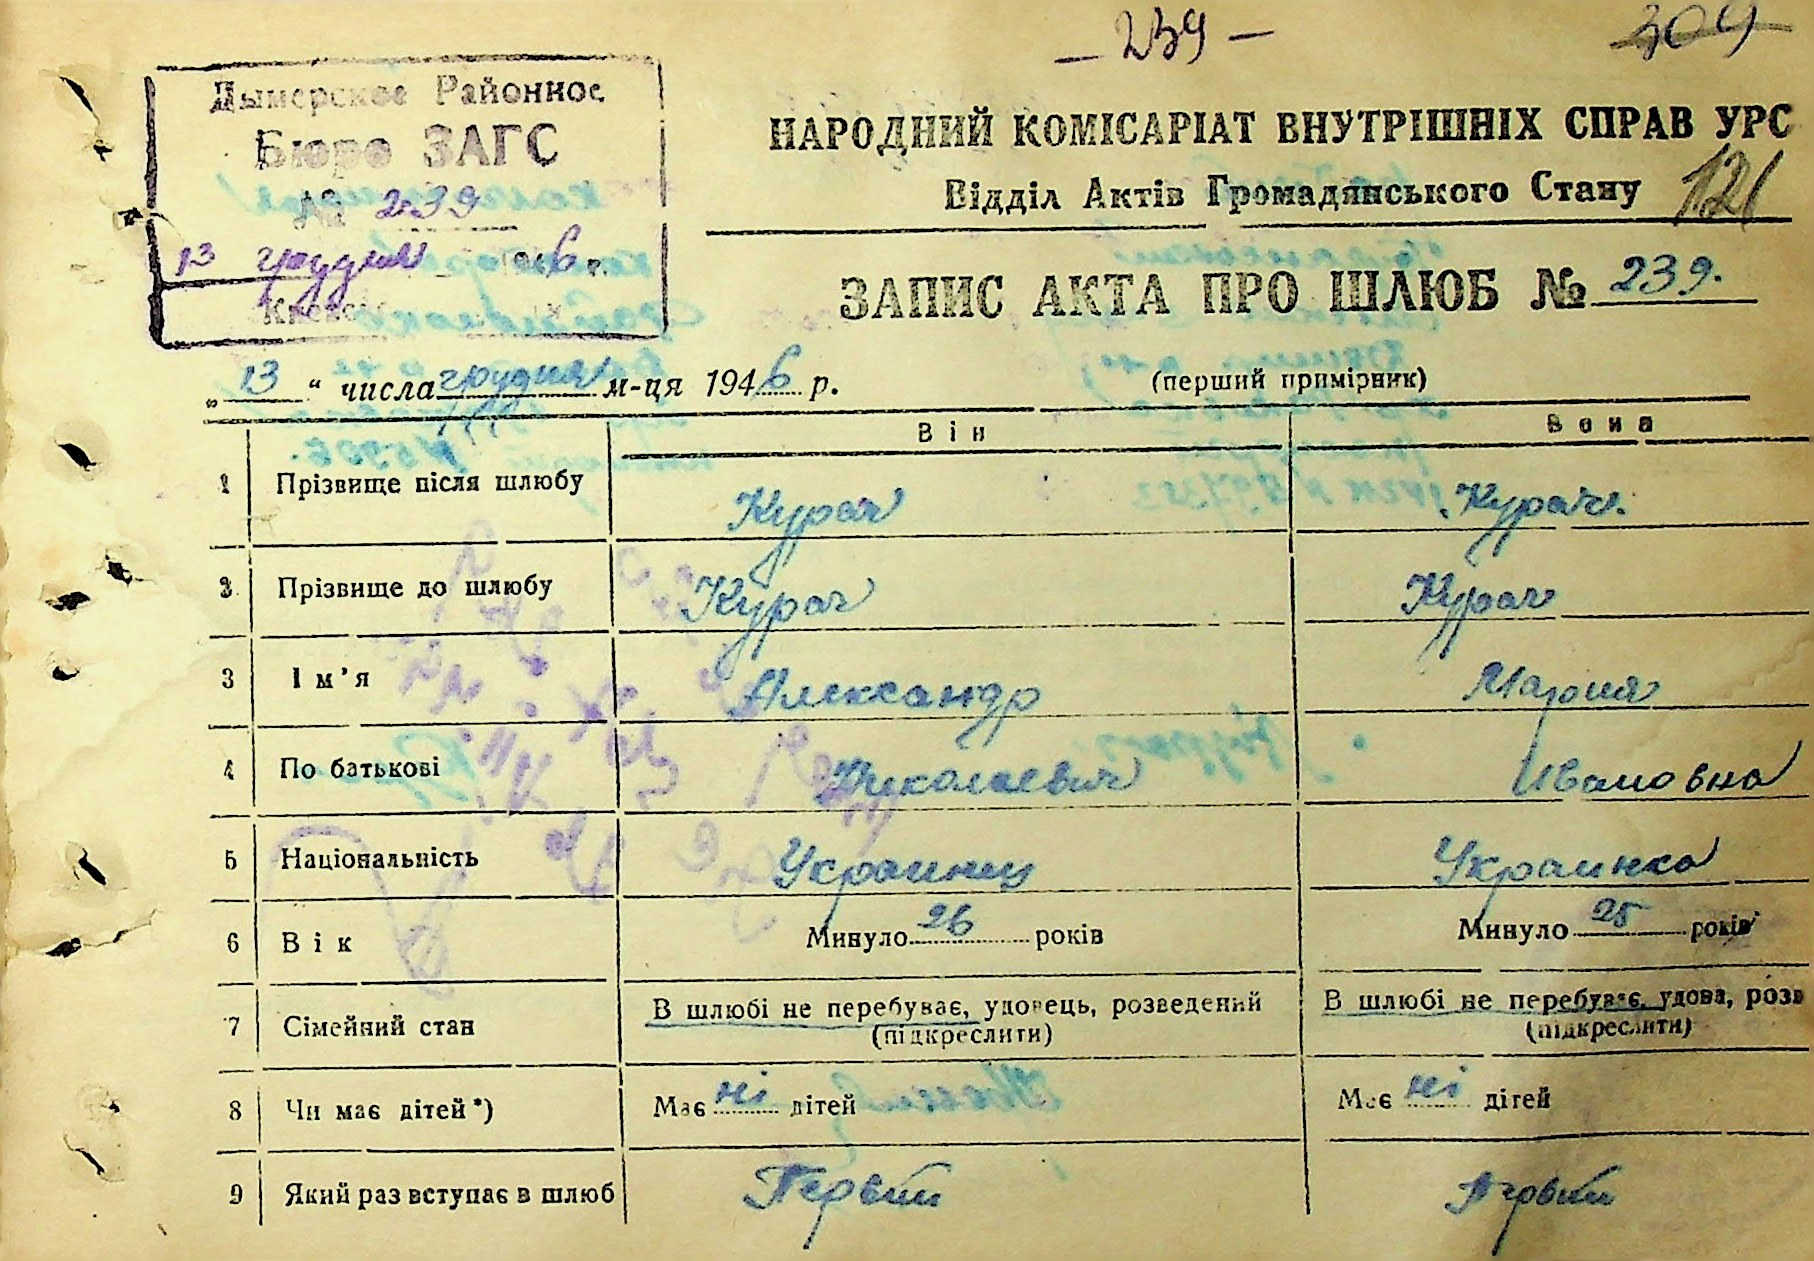 — 239 —
309
Дымерское Районное
Бюро ЗАГС
№ 239
13 грудня 1946 р.
НАРОДНИЙ КОМІСАРІАТ ВНУТРІШНІХ СПРАВ УРС
Відділ Актів Громадянського Стану
121
ЗАПИС АКТА ПРО ШЛЮБ № 239.
„ 13 " числа грудня м-ця 1946 р.
(перший примірник)
Він Вона
1 Прізвище після шлюбу Курач Курач.
2 Прізвище до шлюбу Курач Курач
3 Ім'я Александр Мария
4 По батькові Николаевич Ивановна
5 Національність Украинец Украинка
6 Вік Минуло 26 років Минуло 25 років
7 Сімейний стан В шлюбі не перебуває, удовець, розведений В шлюбі не перебуває, удова, розв
(підкреслити) (підкреслити)
8 Чи має дітей*) Має ні дітей Має ні дітей
9 Який раз вступає в шлюб Первый Первый